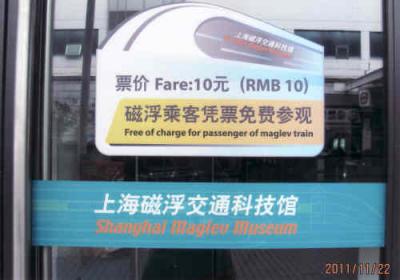 上海磁浮交通科技馆
票价 Fare:10元 (RMB 10)
磁浮乘客凭票免费参观
Free of charge for passenger of maglev train
上海磁浮交通科技馆
Shanghai Maglev Museum
2011/11/22